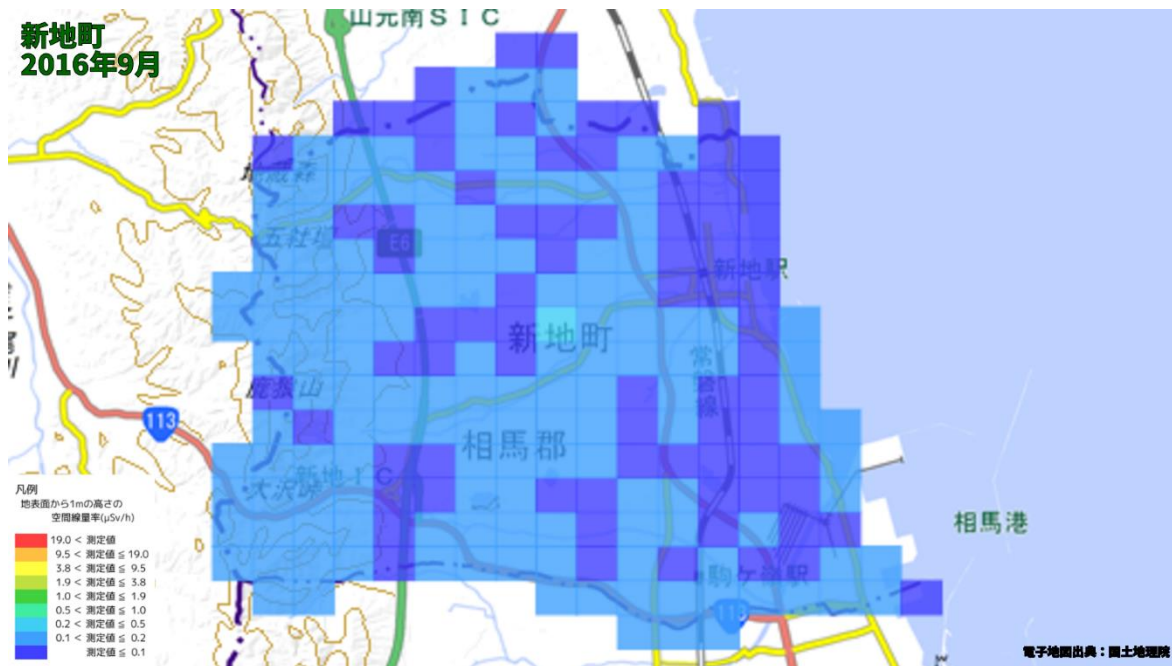 新地町
2016年9月
山元南SIC
五社壇
E6
新地駅
新地町
常磐線
鹿狼山
113
相馬郡
新地IC
大沢峠
相馬港
駒ケ嶺駅
113
凡例
地表面から1mの高さの
空間線量率(μSv/h)
19.0 < 測定値
9.5 < 測定値 ≦ 19.0
3.8 < 測定値 ≦ 9.5
1.9 < 測定値 ≦ 3.8
1.0 < 測定値 ≦ 1.9
0.5 < 測定値 ≦ 1.0
0.2 < 測定値 ≦ 0.5
0.1 < 測定値 ≦ 0.2
測定値 ≦ 0.1
電子地図出典：国土地理院